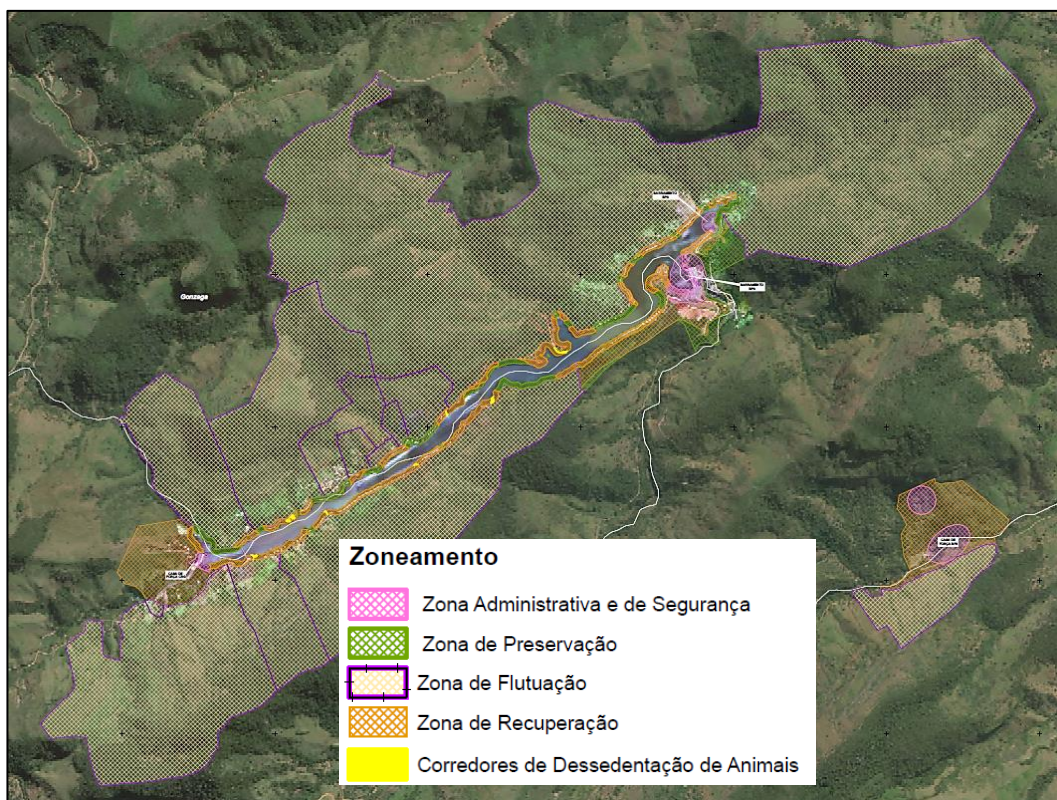 Gonzaga
Zoneamento
Zona Administrativa e de Segurança
Zona de Preservação
Zona de Flutuação
Zona de Recuperação
Corredores de Dessedentação de Animais